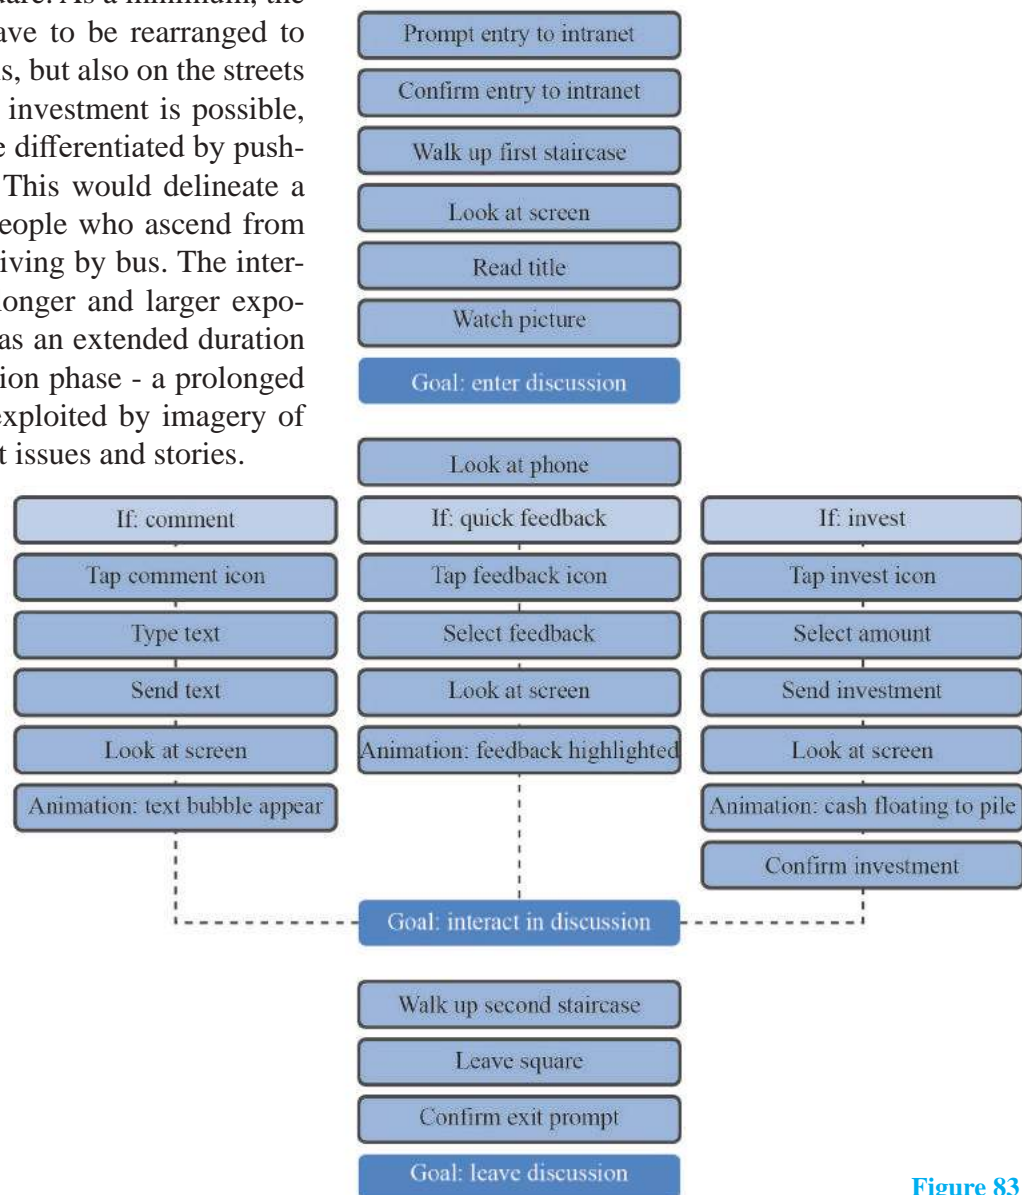 uare. As a minimum, the
ave to be rearranged to
s, but also on the streets
investment is possible,
e differentiated by push-
This would delineate a
eople who ascend from
iving by bus. The inter-
onger and larger expo-
as an extended duration
ion phase - a prolonged
exploited by imagery of
t issues and stories.
Prompt entry to intranet
Confirm entry to intranet
Walk up first staircase
Look at screen
Read title
Watch picture
Goal: enter discussion
Look at phone
If: comment
Tap comment icon
Type text
Send text
Look at screen
Animation: text bubble appear
If: quick feedback
Tap feedback icon
Select feedback
Look at screen
Animation: feedback highlighted
If: invest
Tap invest icon
Select amount
Send investment
Look at screen
Animation: cash floating to pile
Confirm investment
Goal: interact in discussion
Walk up second staircase
Leave square
Confirm exit prompt
Goal: leave discussion
Figure 83